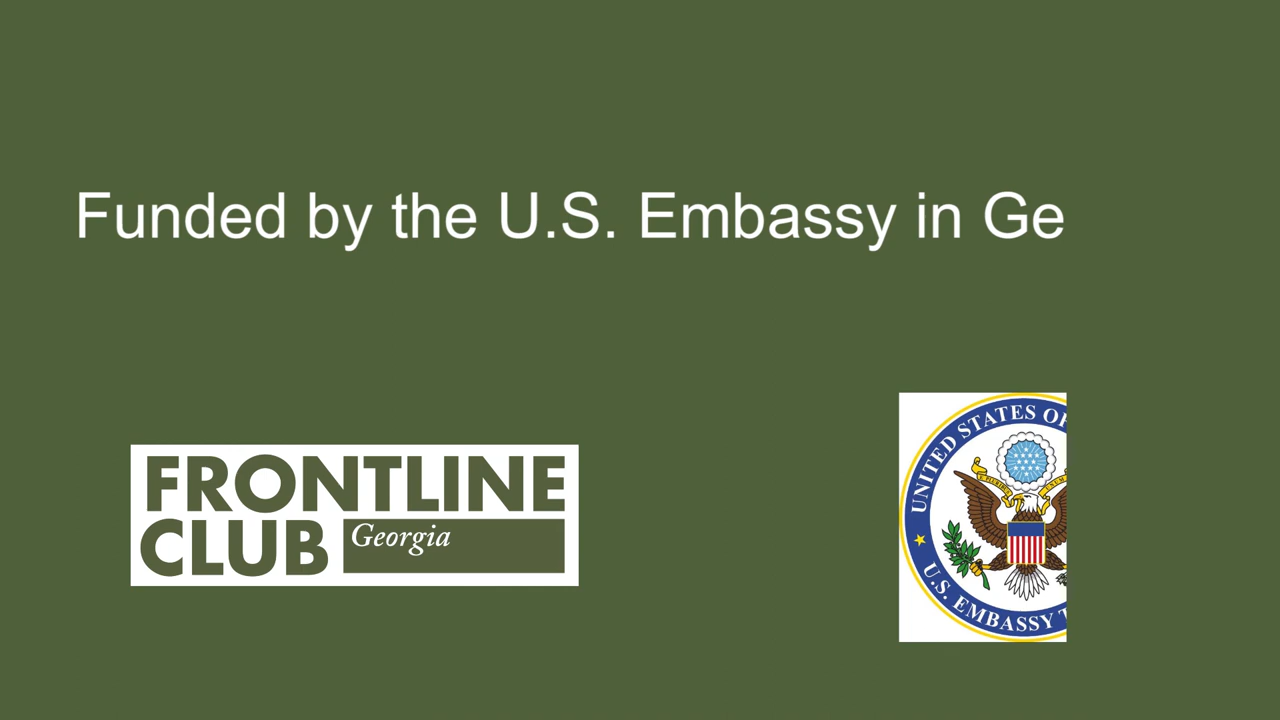 Funded by the U.S. Embassy in Ge
FRONTLINE
CLUB Georgia
UNITED STATES OF
U.S. EMBASSY T